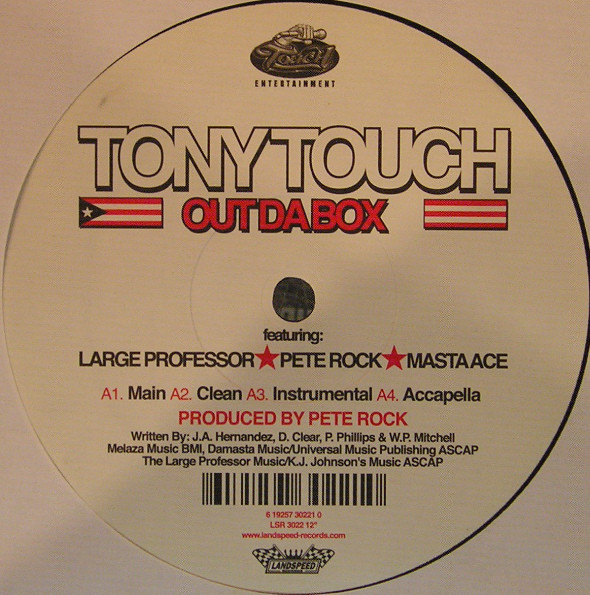 Touch
ENTERTAINMENT
TONY TOUCH
OUT DA BOX
featuring:
LARGE PROFESSOR★PETE ROCK★MASTA ACE
A1. Main A2. Clean A3. Instrumental A4. Accapella
PRODUCED BY PETE ROCK
Written By: J.A. Hernandez, D. Clear, P. Phillips & W.P. Mitchell
Melaza Music BMI, Damasta Music/Universal Music Publishing ASCAP
The Large Professor Music/K.J. Johnson's Music ASCAP
6 19257 30221 0
LSR 3022 12"
www.landspeed-records.com
LANDSPEED
RECORDS